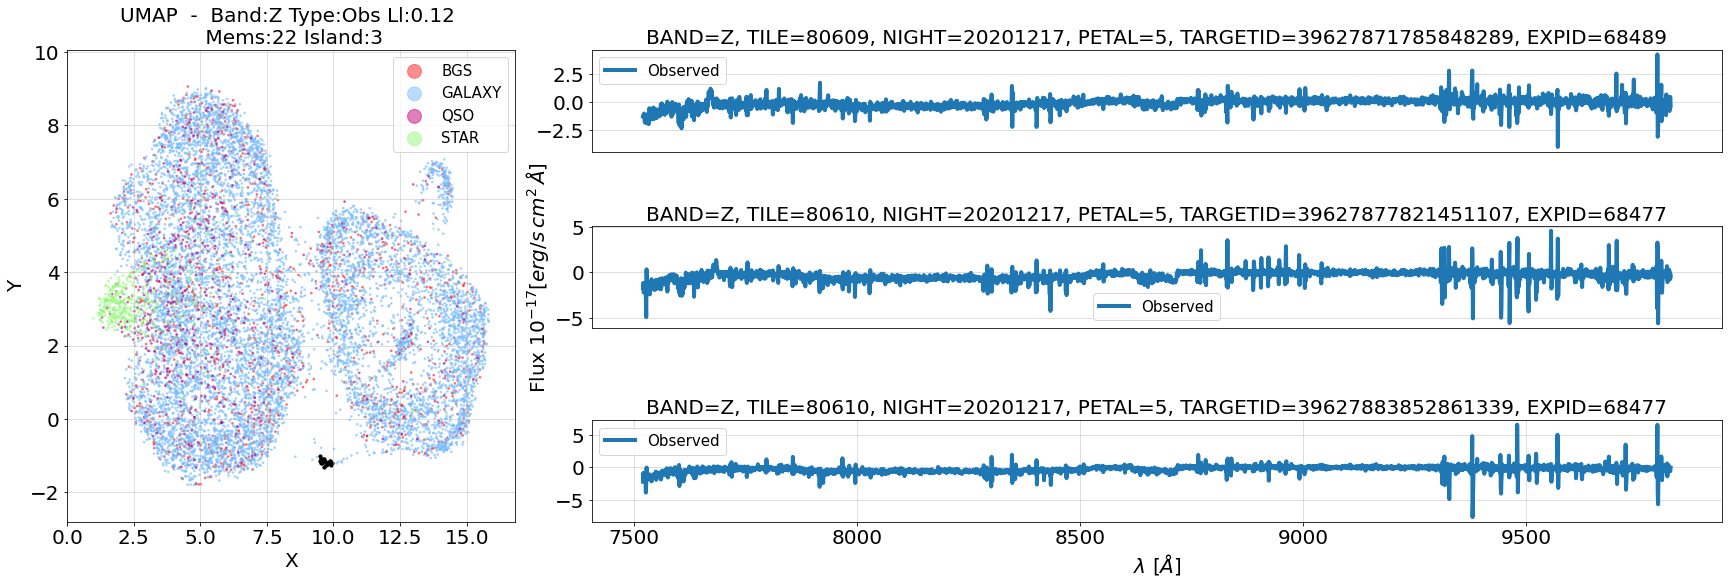 UMAP - Band:Z Type:Obs Ll:0.12
Mems:22 Island:3
BGS
GALAXY
QSO
STAR
10
8
6
4
2
0
−2
Y
0.0 2.5 5.0 7.5 10.0 12.5 15.0
X
Flux 10⁻¹⁷[erg/s cm² Å]
BAND=Z, TILE=80609, NIGHT=20201217, PETAL=5, TARGETID=39627871785848289, EXPID=68489
Observed
2.5
0.0
−2.5
BAND=Z, TILE=80610, NIGHT=20201217, PETAL=5, TARGETID=39627877821451107, EXPID=68477
5
0
−5
Observed
BAND=Z, TILE=80610, NIGHT=20201217, PETAL=5, TARGETID=39627883852861339, EXPID=68477
Observed
5
0
−5
7500 8000 8500 9000 9500
λ [Å]